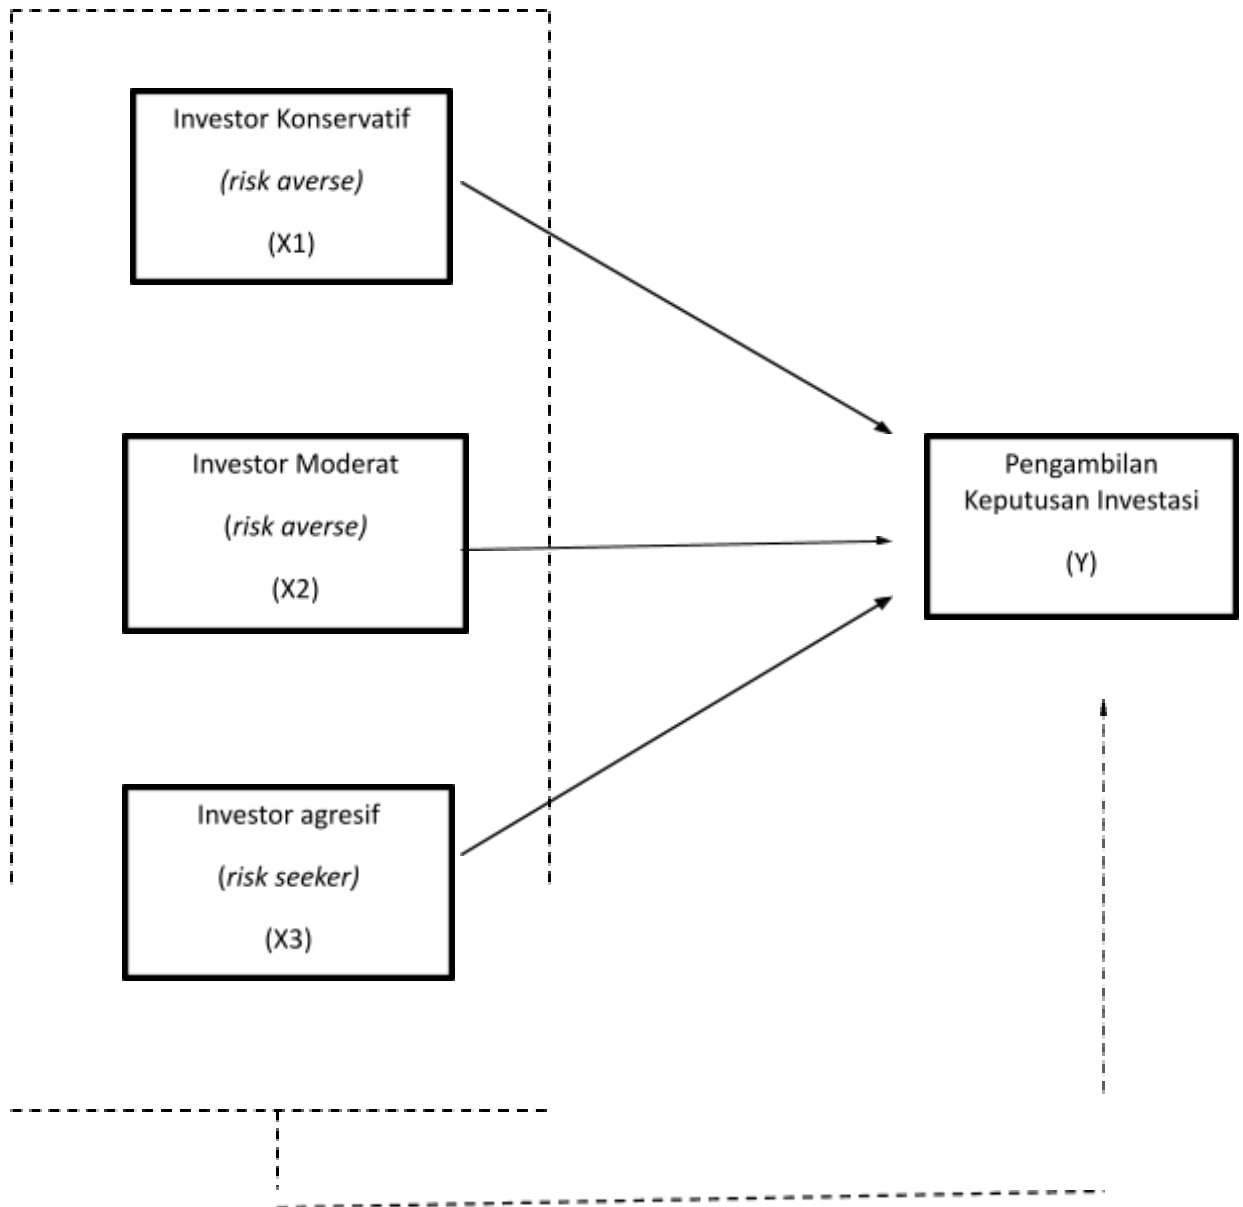 Investor Konservatif
(risk averse)
(X1)
Investor Moderat
(risk averse)
(X2)
Investor agresif
(risk seeker)
(X3)
Pengambilan
Keputusan Investasi
(Y)